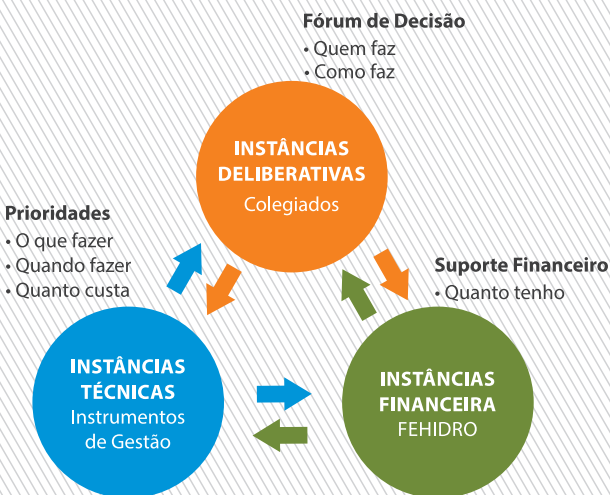 Fórum de Decisão
• Quem faz
• Como faz
INSTÂNCIAS
DELIBERATIVAS
Colegiados
Prioridades
• O que fazer
• Quando fazer
• Quanto custa
Suporte Financeiro
• Quanto tenho
INSTÂNCIAS
TÉCNICAS
Instrumentos
de Gestão
INSTÂNCIAS
FINANCEIRA
FEHIDRO